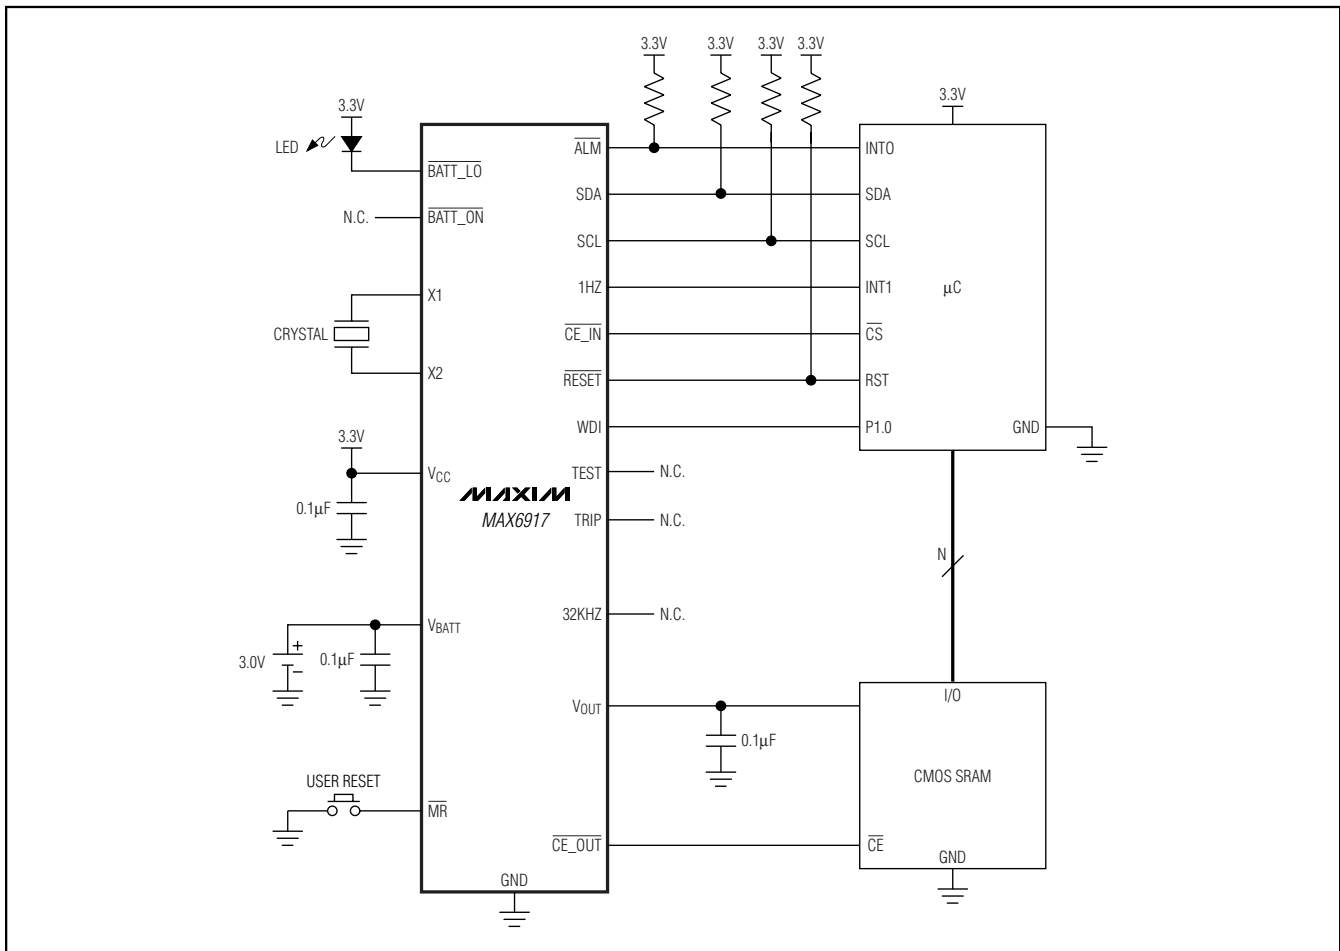 3.3V
3.3V
3.3V
3.3V
3.3V
3.3V
LED
BATT_LO
N.C.
BATT_ON
X1
CRYSTAL
X2
3.3V
VCC
0.1µF
MAXIM
MAX6917
VBATT
3.0V
+
–
0.1µF
USER RESET
MR
GND
ALM
SDA
SCL
1HZ
CE_IN
RESET
WDI
TEST
N.C.
TRIP
N.C.
32KHZ
N.C.
VOUT
0.1µF
CE_OUT
INT0
SDA
SCL
INT1
µC
CS
RST
P1.0
GND
N
I/O
CMOS SRAM
CE
GND